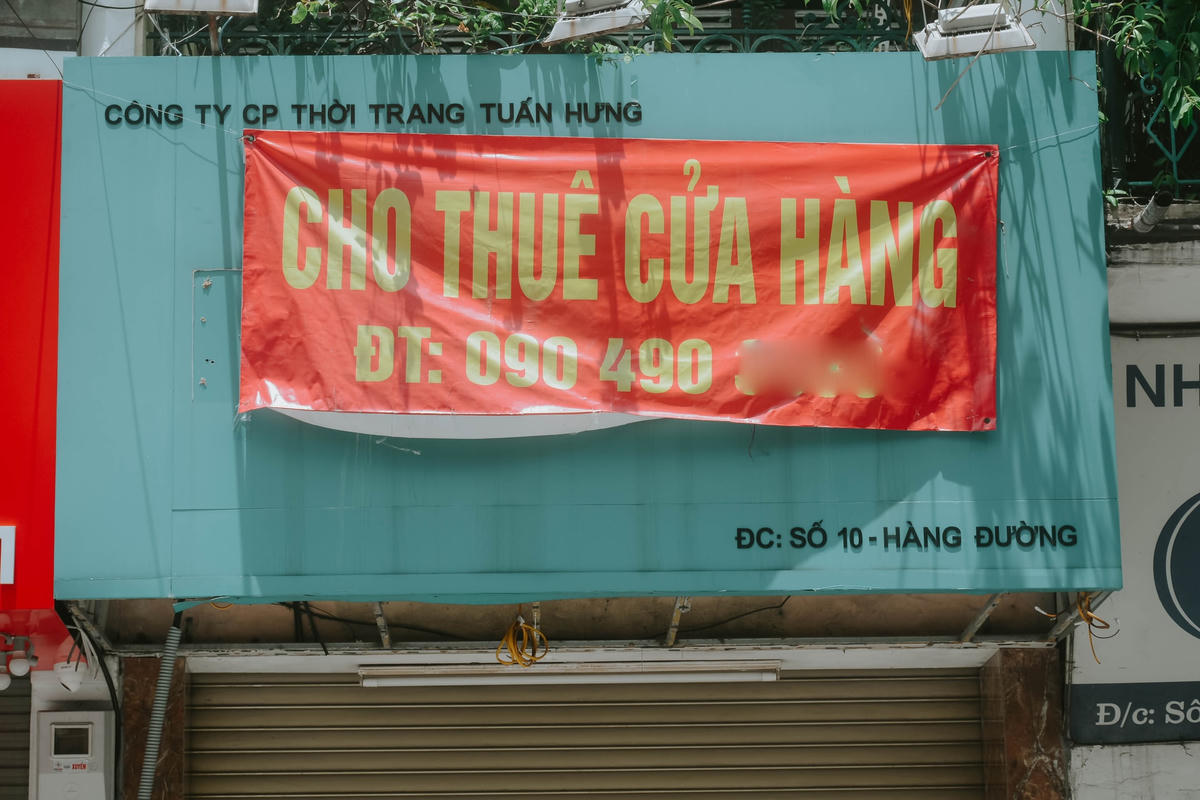 CÔNG TY CP THỜI TRANG TUẤN HƯNG
CHO THUÊ CỬA HÀNG
ĐT: 090 490
ĐC: SỐ 10 - HÀNG ĐƯỜNG
NH
Đ/c: Số